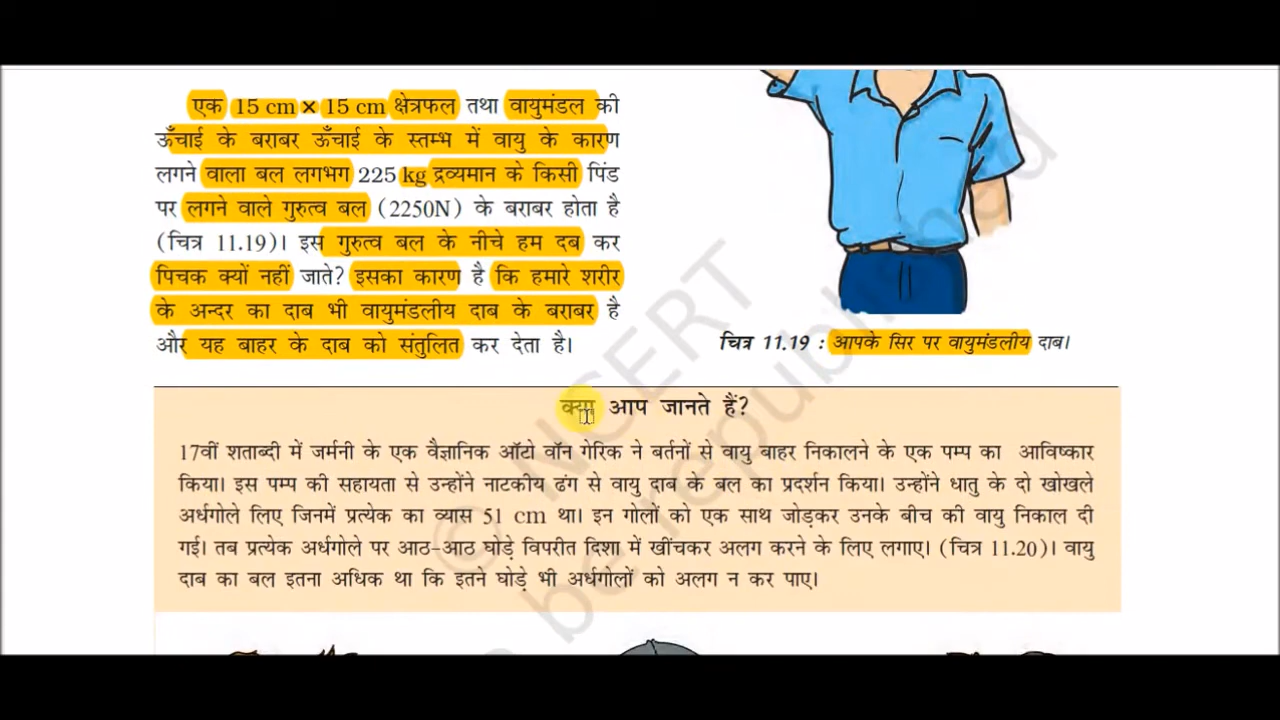 एक 15 cm × 15 cm क्षेत्रफल तथा वायुमंडल की
ऊँचाई के बराबर ऊँचाई के स्तम्भ में वायु के कारण
लगने वाला बल लगभग 225 kg द्रव्यमान के किसी पिंड
पर लगने वाले गुरुत्व बल (2250N) के बराबर होता है
(चित्र 11.19)। इस गुरुत्व बल के नीचे हम दब कर
पिचक क्यों नहीं जाते? इसका कारण है कि हमारे शरीर
के अन्दर का दाब भी वायुमंडलीय दाब के बराबर है
और यह बाहर के दाब को संतुलित कर देता है।
चित्र 11.19 : आपके सिर पर वायुमंडलीय दाब।
क्या आप जानते हैं?
17वीं शताब्दी में जर्मनी के एक वैज्ञानिक ऑटो वॉन गेरिक ने बर्तनों से वायु बाहर निकालने के एक पम्प का आविष्कार
किया। इस पम्प की सहायता से उन्होंने नाटकीय ढंग से वायु दाब के बल का प्रदर्शन किया। उन्होंने धातु के दो खोखले
अर्धगोले लिए जिनमें प्रत्येक का व्यास 51 cm था। इन गोलों को एक साथ जोड़कर उनके बीच की वायु निकाल दी
गई। तब प्रत्येक अर्धगोले पर आठ-आठ घोड़े विपरीत दिशा में खींचकर अलग करने के लिए लगाए। (चित्र 11.20)। वायु
दाब का बल इतना अधिक था कि इतने घोड़े भी अर्धगोलों को अलग न कर पाए।
© NCERT
be republished